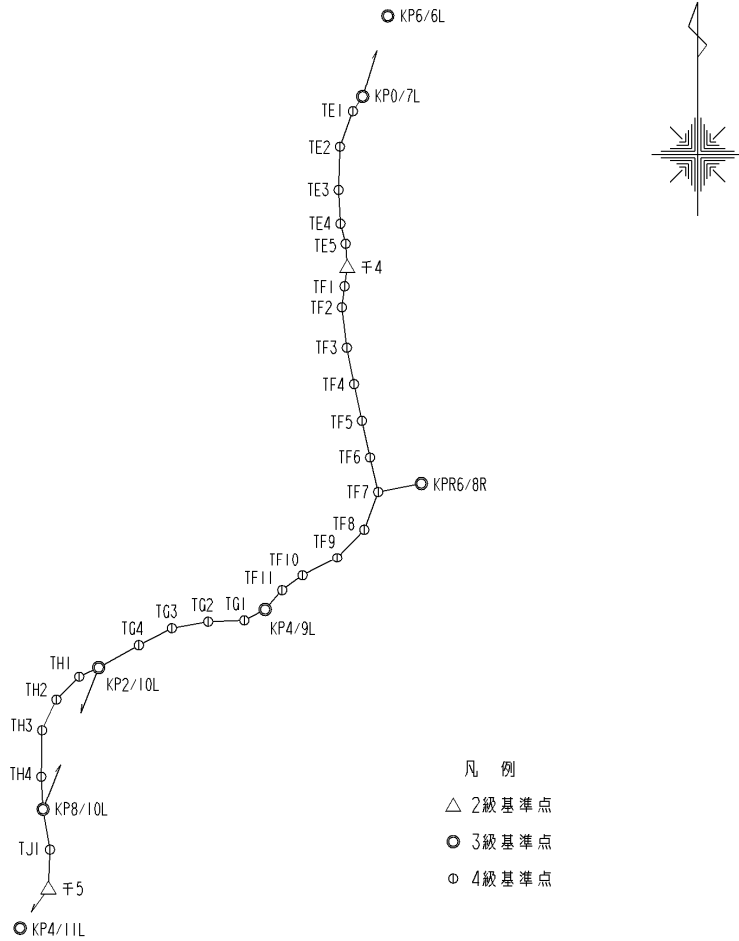 KP6/6L
KP0/7L
TE1
TE2
TE3
TE4
TE5
千4
TF1
TF2
TF3
TF4
TF5
TF6
TF7
KPR6/8R
TF8
TF9
TF10
TF11
KP4/9L
TG1
TG2
TG3
TG4
KP2/10L
TH1
TH2
TH3
TH4
KP8/10L
TJ1
千5
KP4/11L
凡 例
2級基準点
3級基準点
4級基準点